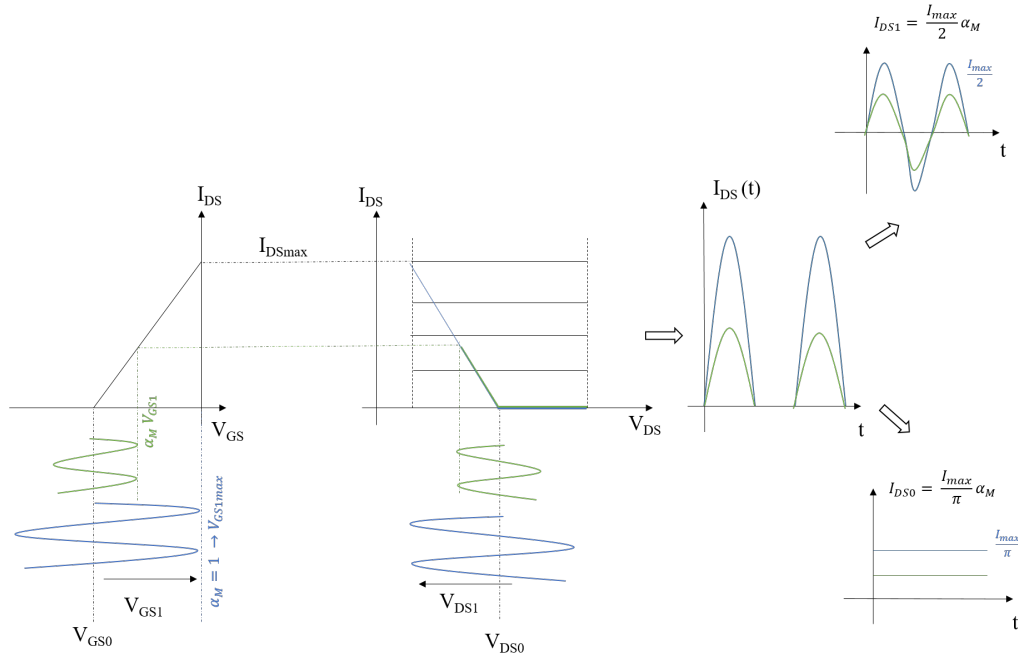 I_DS1 = I_max/2 α_M
I_max/2
t
I_DS
I_DSmax
V_GS
α_M V_GS1
α_M = 1 → V_GS1max
V_GS1
V_GS0
I_DS
V_DS
V_DS1
V_DS0
I_DS (t)
t
I_DS0 = I_max/π α_M
I_max/π
t